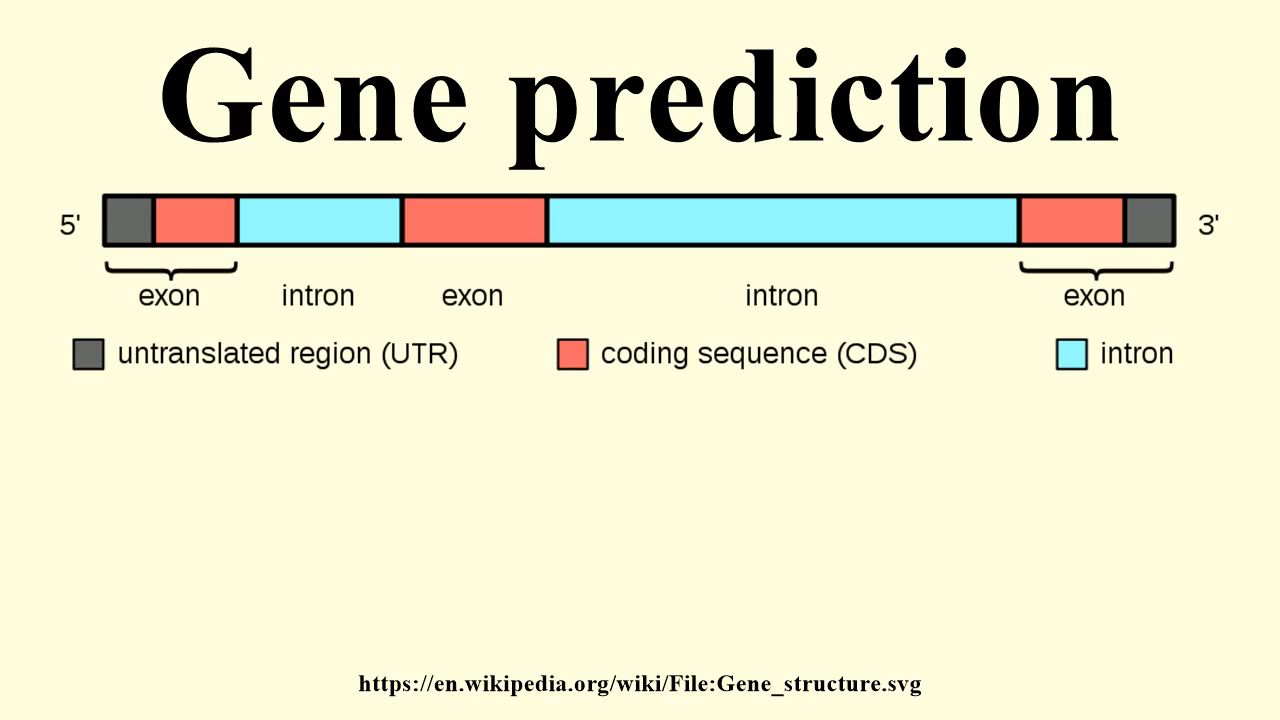 Gene prediction
5' 3'
exon intron exon intron exon
untranslated region (UTR) coding sequence (CDS) intron
https://en.wikipedia.org/wiki/File:Gene_structure.svg